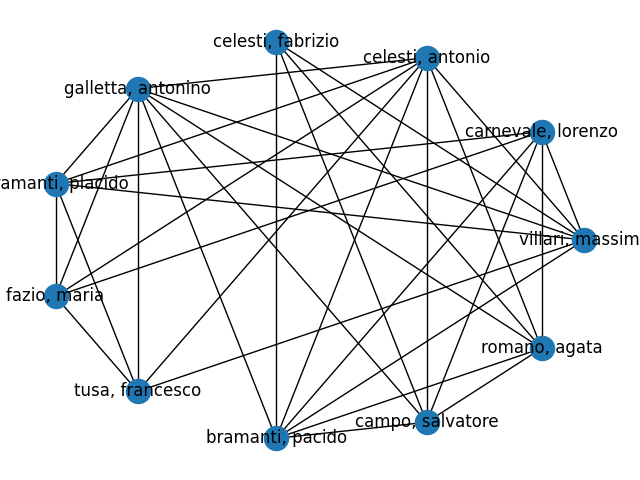 celesti, fabrizio
celesti, antonio
galletta, antonino
carnevale, lorenzo
ramanti, placido
villari, massim
fazio, maria
romano, agata
tusa, francesco
campo, salvatore
bramanti, pacido